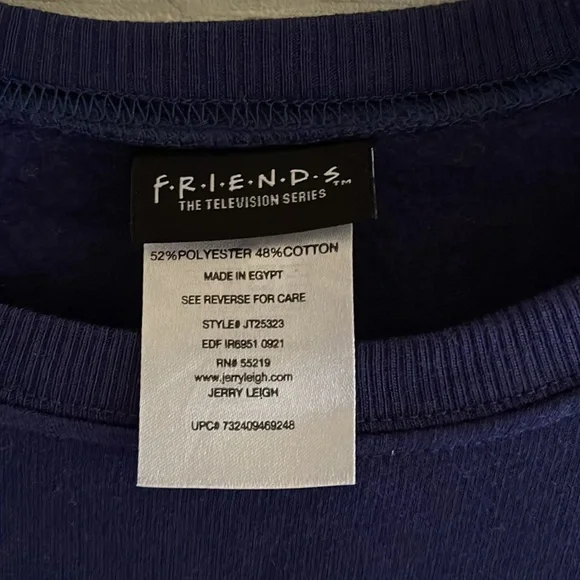 F·R·I·E·N·D·S™
THE TELEVISION SERIES
52%POLYESTER 48%COTTON
MADE IN EGYPT
SEE REVERSE FOR CARE
STYLE# JT25323
EDF IR6951 0921
RN# 55219
www.jerryleigh.com
JERRY LEIGH
UPC# 732409469248